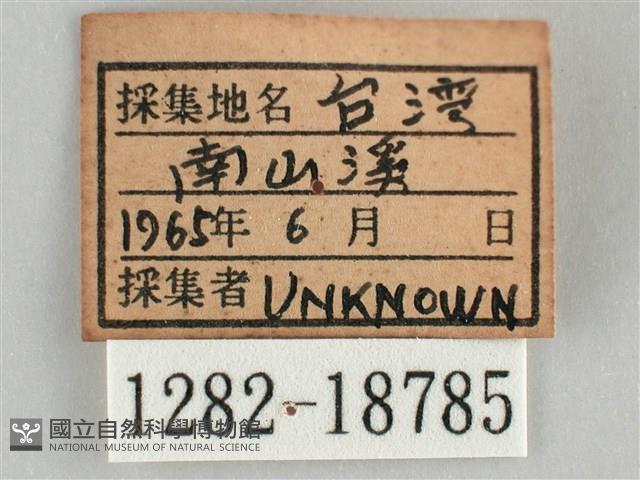 採集地名 台湾
南山溪
1965年 6 月 日
採集者 UNKNOWN
1282-18785
國立自然科學博物館
NATIONAL MUSEUM OF NATURAL SCIENCE